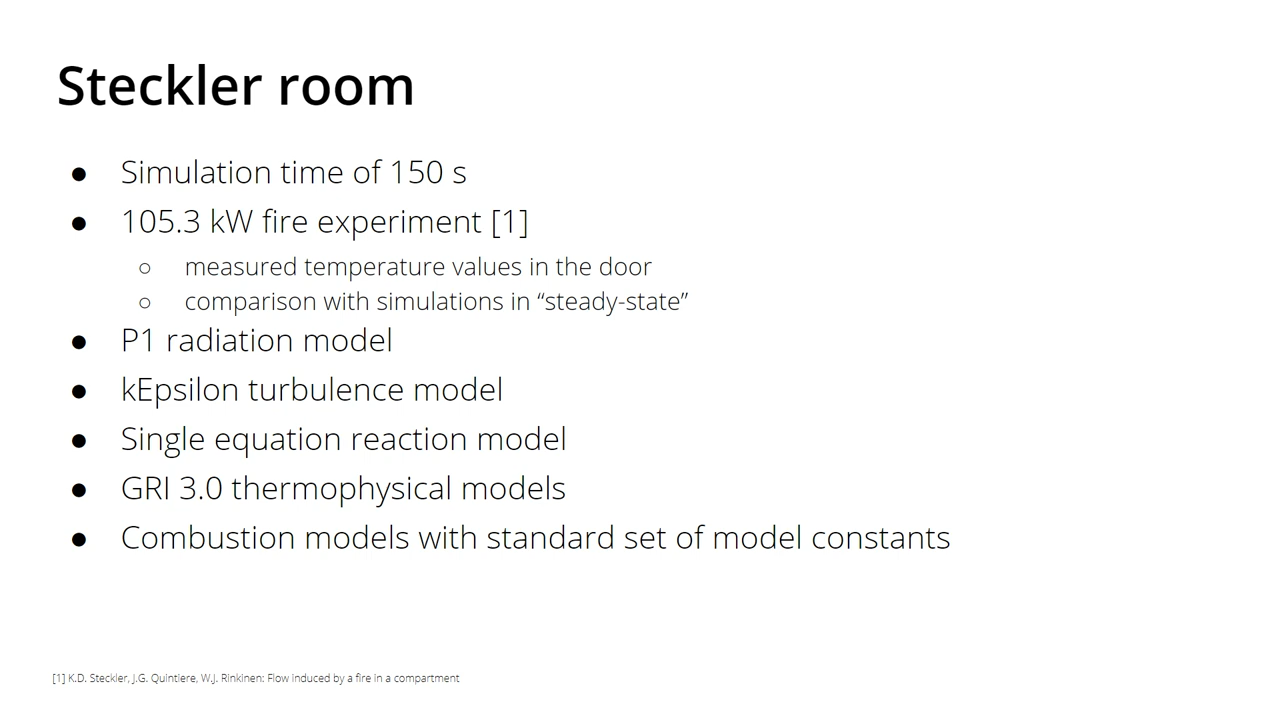 Steckler room
● Simulation time of 150 s
● 105.3 kW fire experiment [1]
○ measured temperature values in the door
○ comparison with simulations in “steady-state”
● P1 radiation model
● kEpsilon turbulence model
● Single equation reaction model
● GRI 3.0 thermophysical models
● Combustion models with standard set of model constants
[1] K.D. Steckler, J.G. Quintiere, W.J. Rinkinen: Flow induced by a fire in a compartment